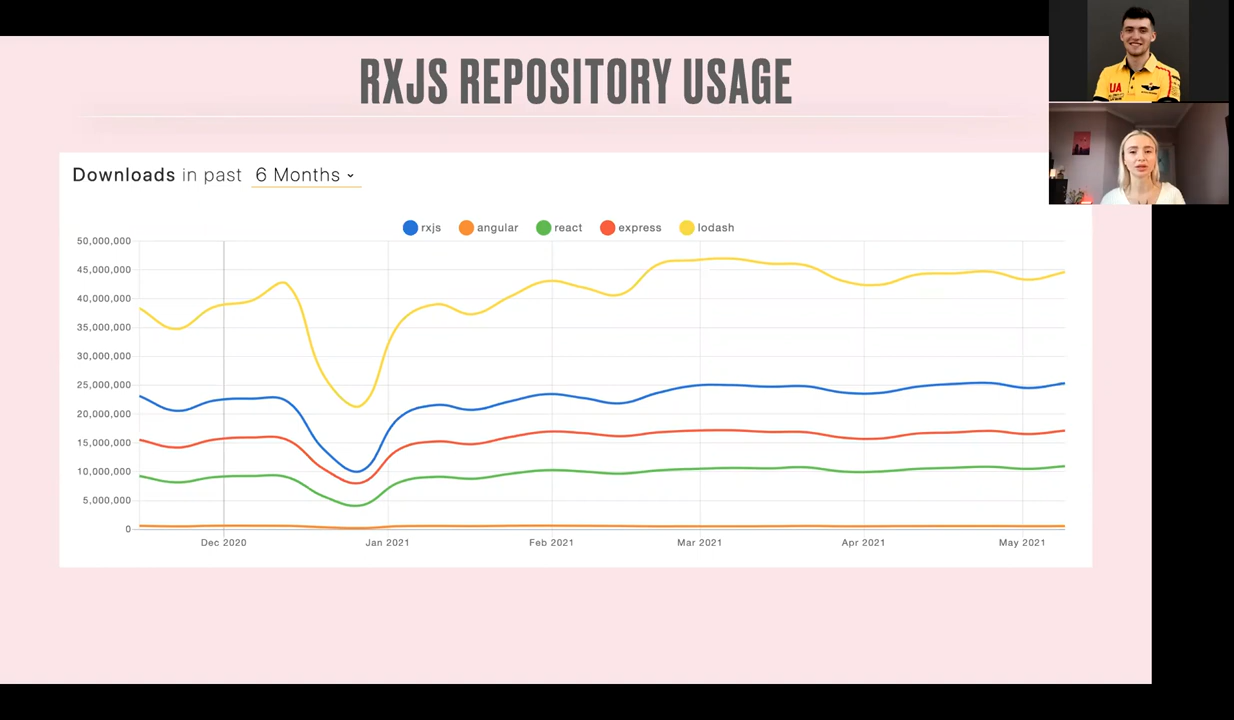 RXJS REPOSITORY USAGE
Downloads in past 6 Months
rxjs angular react express lodash
50,000,000
45,000,000
40,000,000
35,000,000
30,000,000
25,000,000
20,000,000
15,000,000
10,000,000
5,000,000
0
Dec 2020 Jan 2021 Feb 2021 Mar 2021 Apr 2021 May 2021
UA